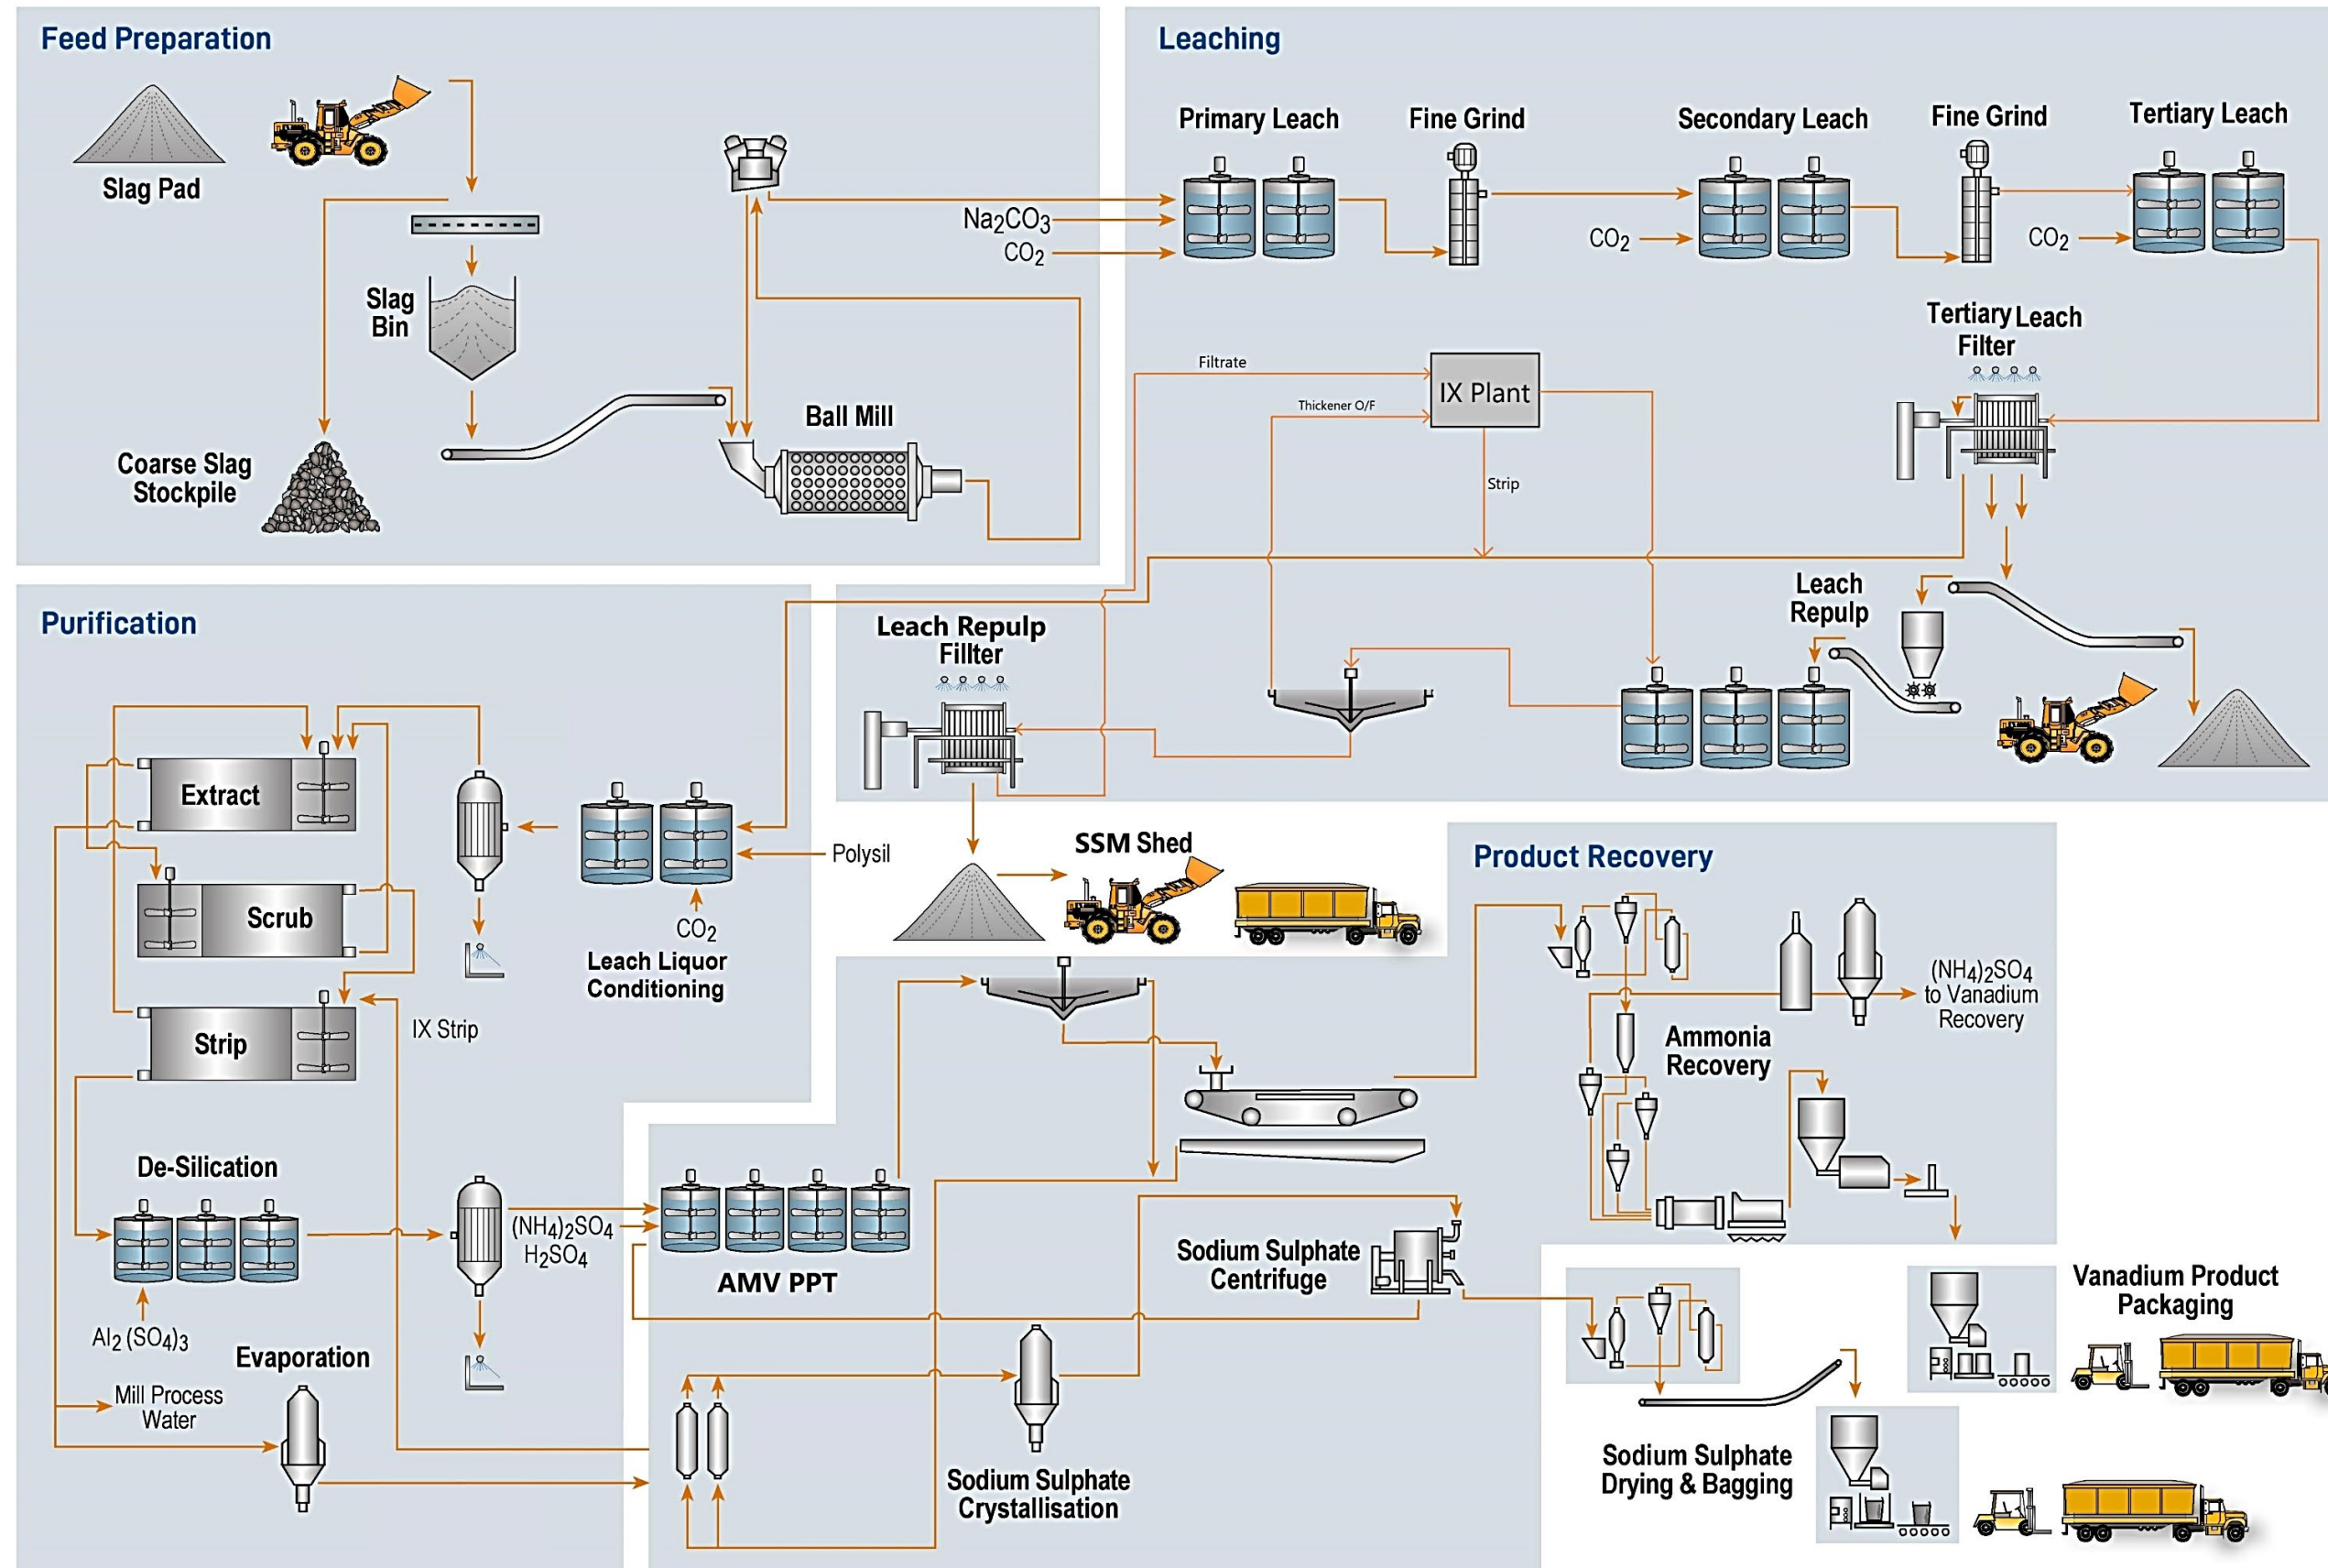 Feed Preparation
Slag Pad
Slag
Bin
Coarse Slag
Stockpile
Ball Mill
Leaching
Primary Leach
Fine Grind
Secondary Leach
Fine Grind
Tertiary Leach
Na2CO3
CO2
CO2
CO2
Tertiary Leach
Filter
Filtrate
IX Plant
Thickener O/F
Strip
Leach
Repulp
Leach Repulp
Fillter
Purification
Extract
Scrub
Strip
IX Strip
Polysil
CO2
Leach Liquor
Conditioning
SSM Shed
De-Silication
Al2 (SO4)3
(NH4)2SO4
H2SO4
Evaporation
Mill Process
Water
Product Recovery
(NH4)2SO4
to Vanadium
Recovery
Ammonia
Recovery
AMV PPT
Sodium Sulphate
Centrifuge
Sodium Sulphate
Crystallisation
Vanadium Product
Packaging
Sodium Sulphate
Drying & Bagging